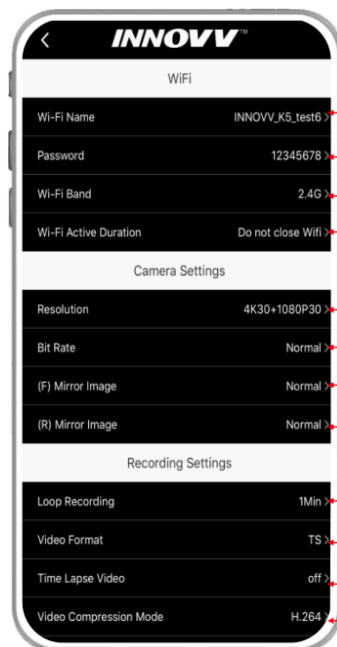 INNOVV™
WiFi
Wi-Fi Name INNOVV_K5_test6
Password 12345678
Wi-Fi Band 2.4G
Wi-Fi Active Duration Do not close Wifi
Camera Settings
Resolution 4K30+1080P30
Bit Rate Normal
(F) Mirror Image Normal
(R) Mirror Image Normal
Recording Settings
Loop Recording 1Min
Video Format TS
Time Lapse Video off
Video Compression Mode H.264